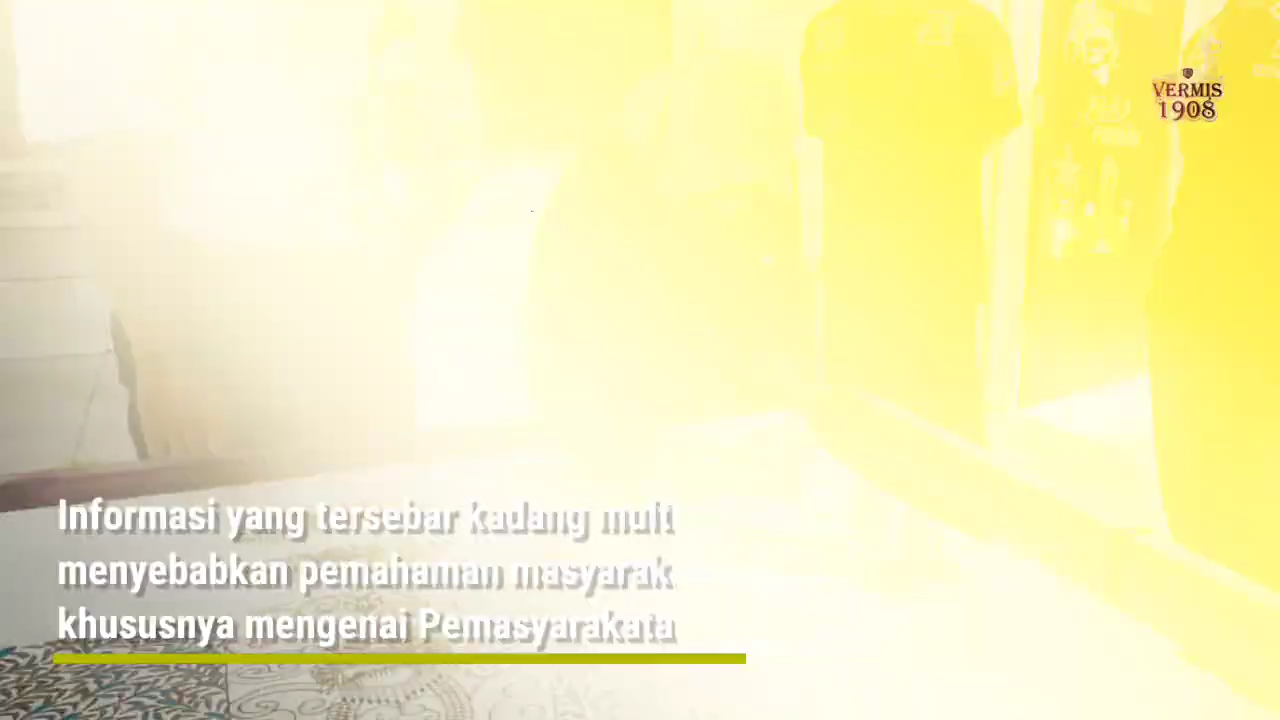 VERMIS
1908
Informasi yang tersebar kadang mult
menyebabkan pemahaman masyarak
khususnya mengenai Pemasyarakata